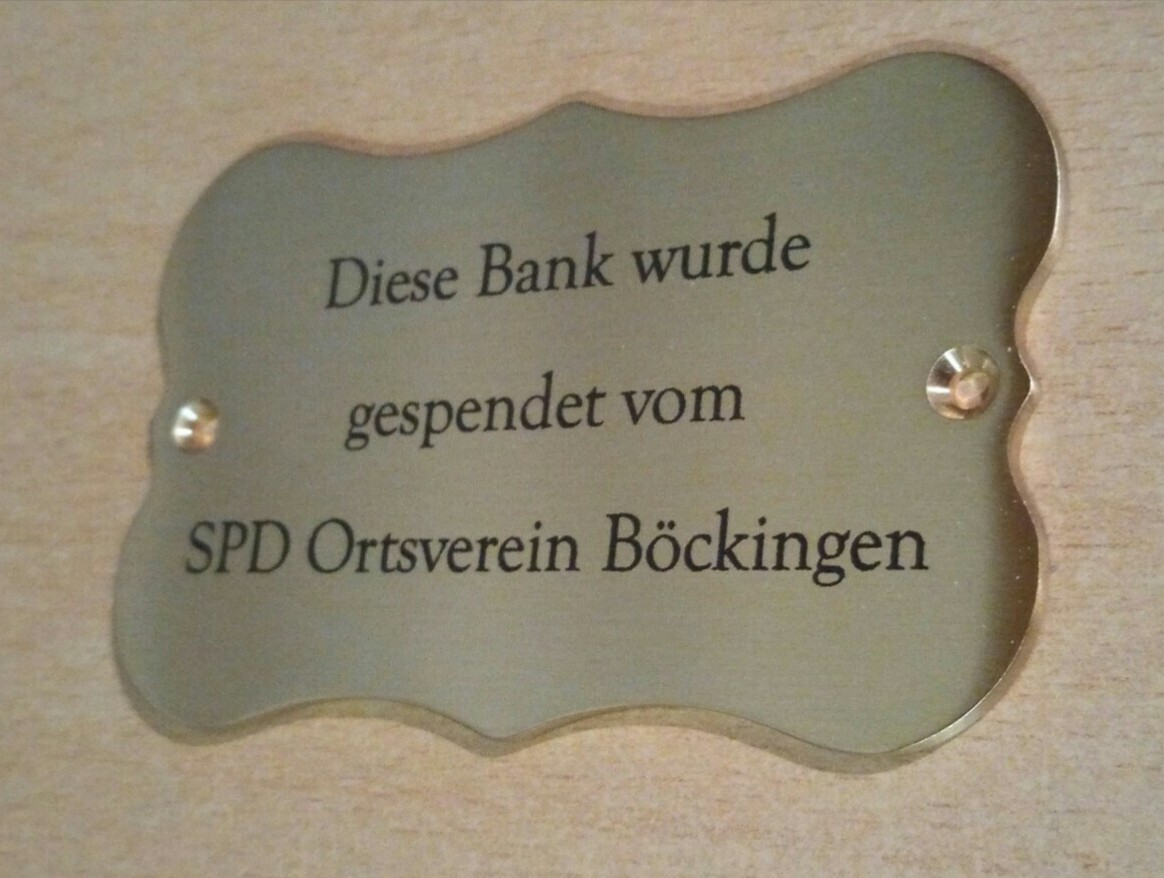 Diese Bank wurde
gespendet vom
SPD Ortsverein Böckingen